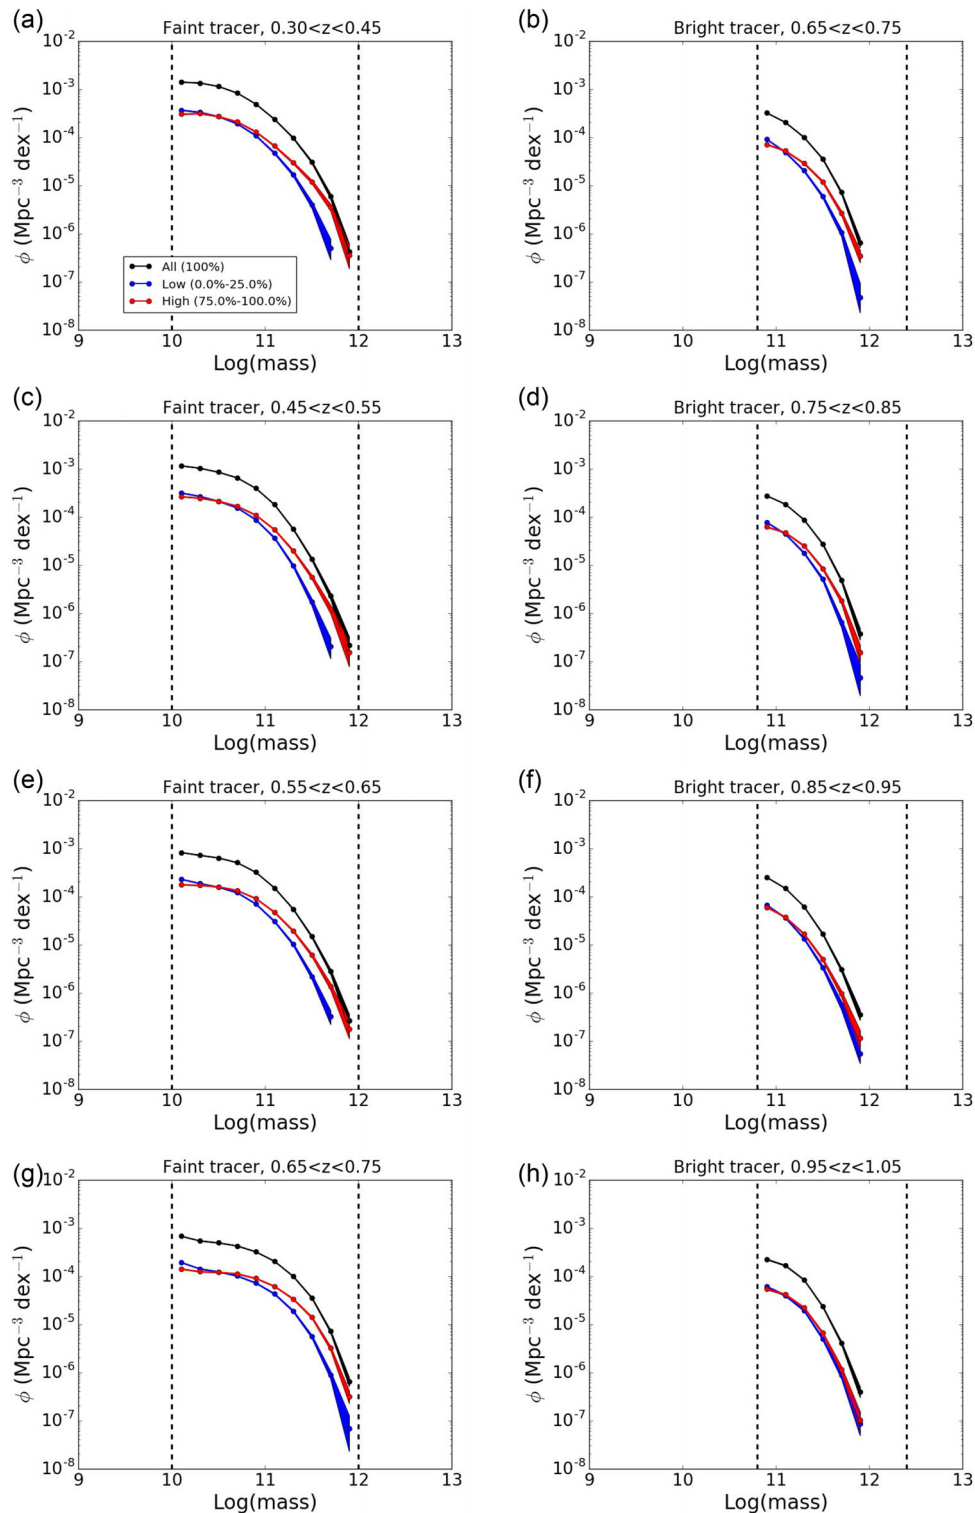 (a) Faint tracer, 0.30<z<0.45
10⁻²
10⁻³
10⁻⁴
10⁻⁵
10⁻⁶
10⁻⁷
10⁻⁸
ϕ (Mpc⁻³ dex⁻¹)
All (100%)
Low (0.0%-25.0%)
High (75.0%-100.0%)
9 10 11 12 13
Log(mass)
(b) Bright tracer, 0.65<z<0.75
10⁻²
10⁻³
10⁻⁴
10⁻⁵
10⁻⁶
10⁻⁷
10⁻⁸
ϕ (Mpc⁻³ dex⁻¹)
9 10 11 12 13
Log(mass)
(c) Faint tracer, 0.45<z<0.55
10⁻²
10⁻³
10⁻⁴
10⁻⁵
10⁻⁶
10⁻⁷
10⁻⁸
ϕ (Mpc⁻³ dex⁻¹)
9 10 11 12 13
Log(mass)
(d) Bright tracer, 0.75<z<0.85
10⁻²
10⁻³
10⁻⁴
10⁻⁵
10⁻⁶
10⁻⁷
10⁻⁸
ϕ (Mpc⁻³ dex⁻¹)
9 10 11 12 13
Log(mass)
(e) Faint tracer, 0.55<z<0.65
10⁻²
10⁻³
10⁻⁴
10⁻⁵
10⁻⁶
10⁻⁷
10⁻⁸
ϕ (Mpc⁻³ dex⁻¹)
9 10 11 12 13
Log(mass)
(f) Bright tracer, 0.85<z<0.95
10⁻²
10⁻³
10⁻⁴
10⁻⁵
10⁻⁶
10⁻⁷
10⁻⁸
ϕ (Mpc⁻³ dex⁻¹)
9 10 11 12 13
Log(mass)
(g) Faint tracer, 0.65<z<0.75
10⁻²
10⁻³
10⁻⁴
10⁻⁵
10⁻⁶
10⁻⁷
10⁻⁸
ϕ (Mpc⁻³ dex⁻¹)
9 10 11 12 13
Log(mass)
(h) Bright tracer, 0.95<z<1.05
10⁻²
10⁻³
10⁻⁴
10⁻⁵
10⁻⁶
10⁻⁷
10⁻⁸
ϕ (Mpc⁻³ dex⁻¹)
9 10 11 12 13
Log(mass)